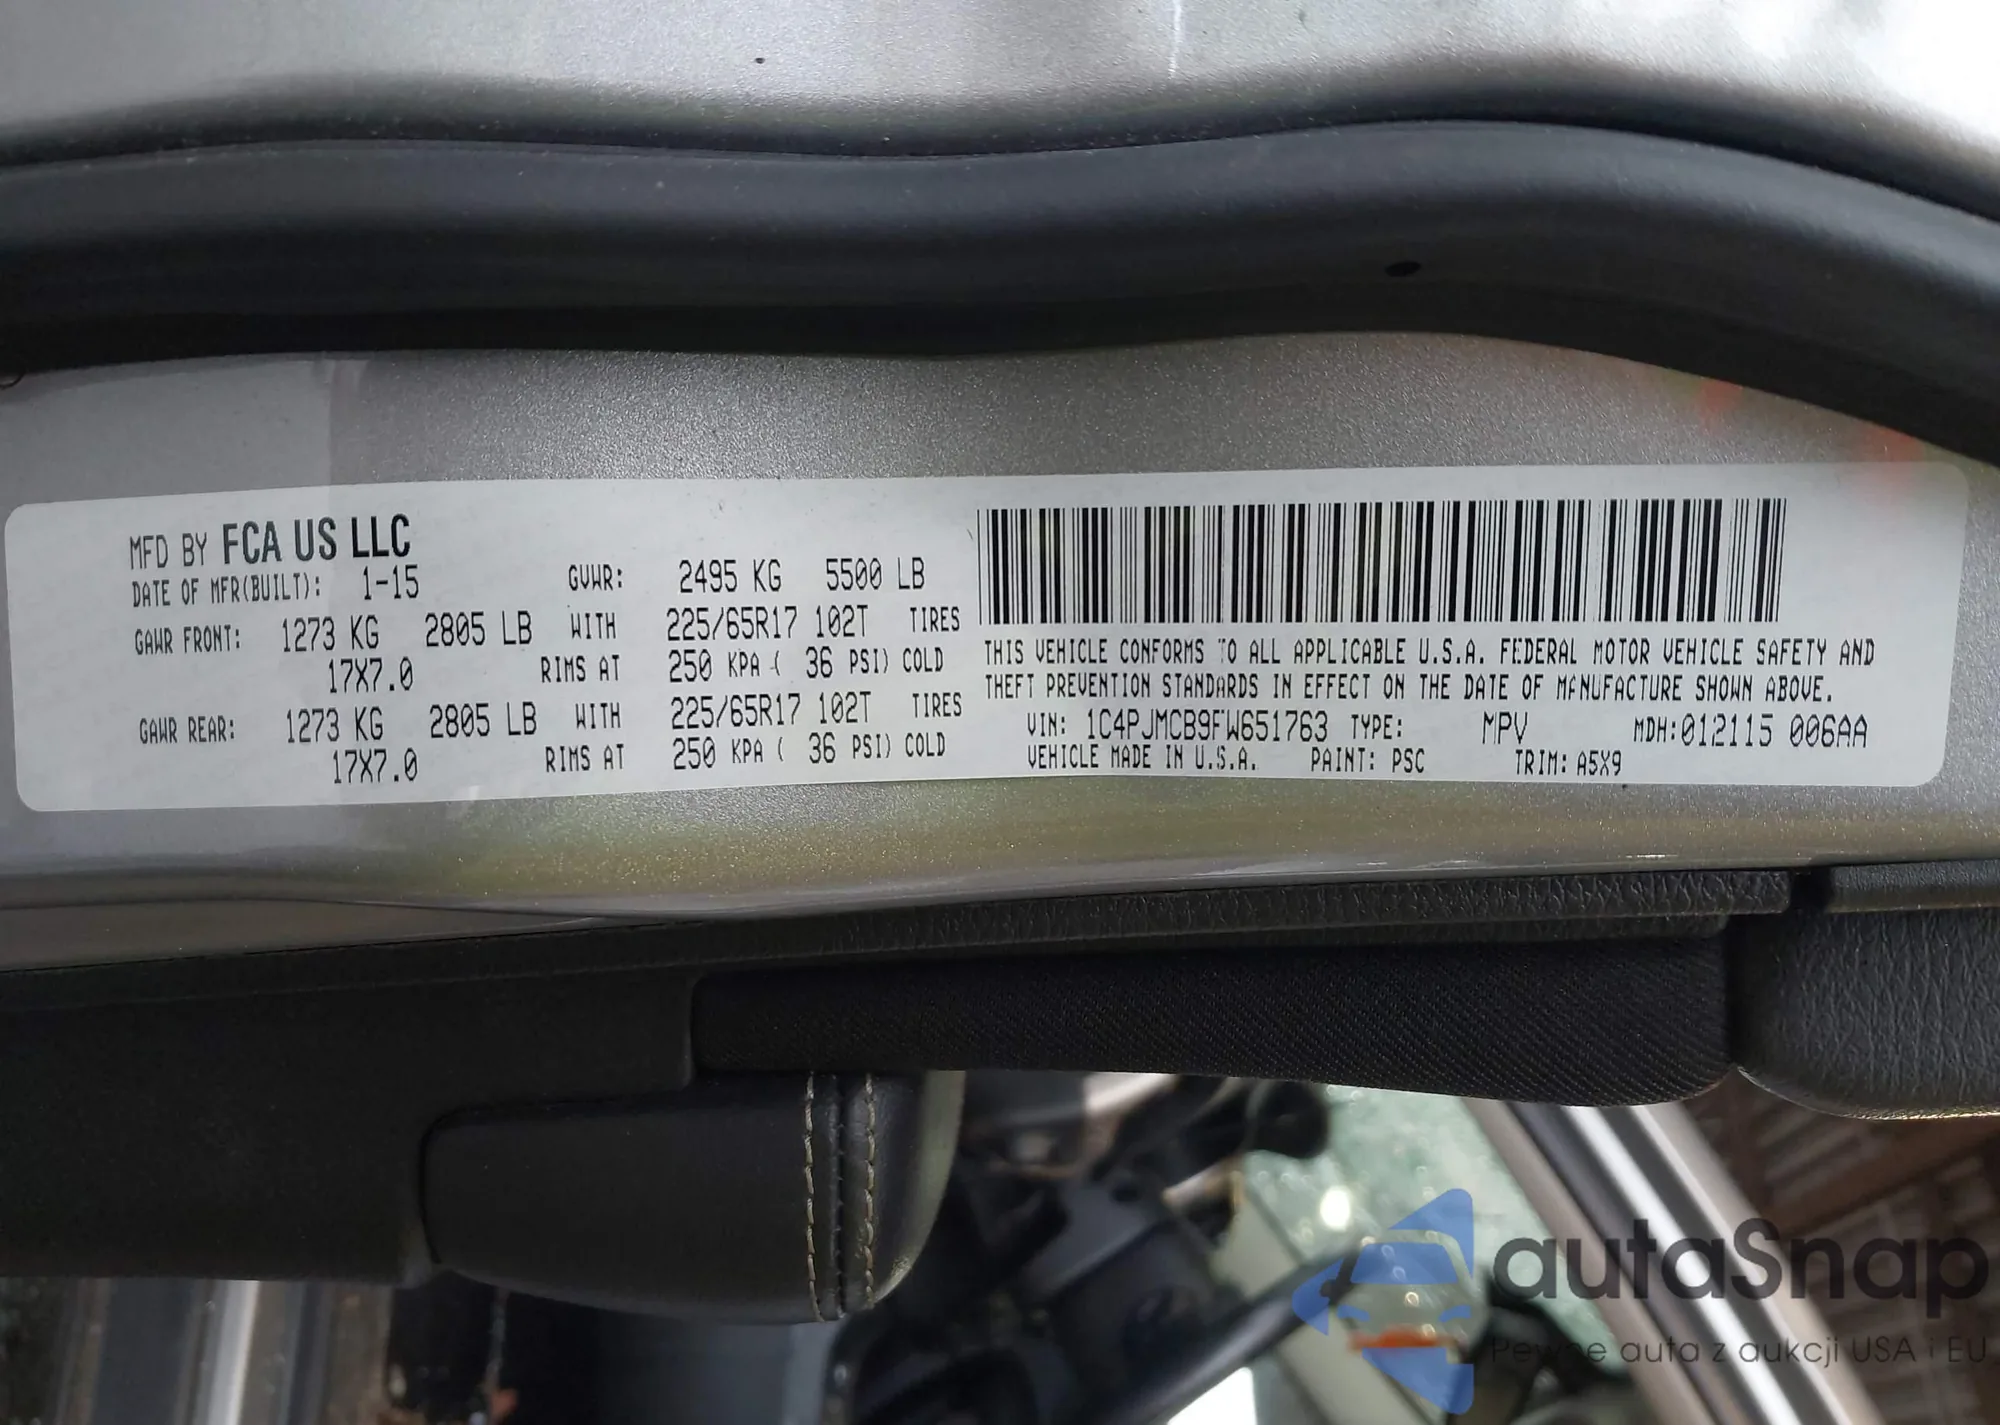 MFD BY FCA US LLC
DATE OF MFR(BUILT): 1-15 GVWR: 2495 KG 5500 LB
GAWR FRONT: 1273 KG 2805 LB WITH 225/65R17 102T TIRES
17X7.0 RIMS AT 250 KPA ( 36 PSI) COLD
GAWR REAR: 1273 KG 2805 LB WITH 225/65R17 102T TIRES
17X7.0 RIMS AT 250 KPA ( 36 PSI) COLD
THIS VEHICLE CONFORMS TO ALL APPLICABLE U.S.A. FEDERAL MOTOR VEHICLE SAFETY AND
THEFT PREVENTION STANDARDS IN EFFECT ON THE DATE OF MANUFACTURE SHOWN ABOVE.
VIN: 1C4PJMCB9FW651763 TYPE: MPV MDH:012115 006AA
VEHICLE MADE IN U.S.A. PAINT: PSC TRIM: A5X9
autaSnap
Pewne auta z aukcji USA i EU